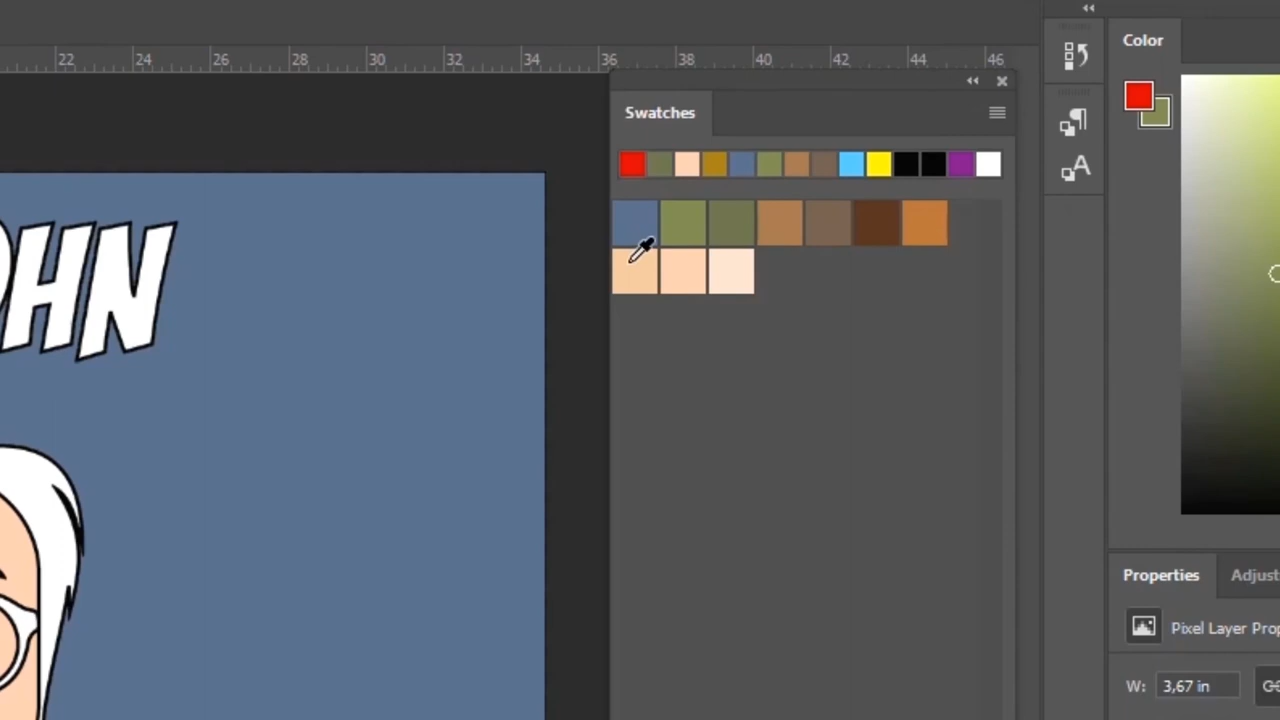 22 24 26 28 30 32 34 36 38 40 42 44 46
Color
Swatches
OHN
Properties Adjust
Pixel Layer Prop
W: 3,67 in